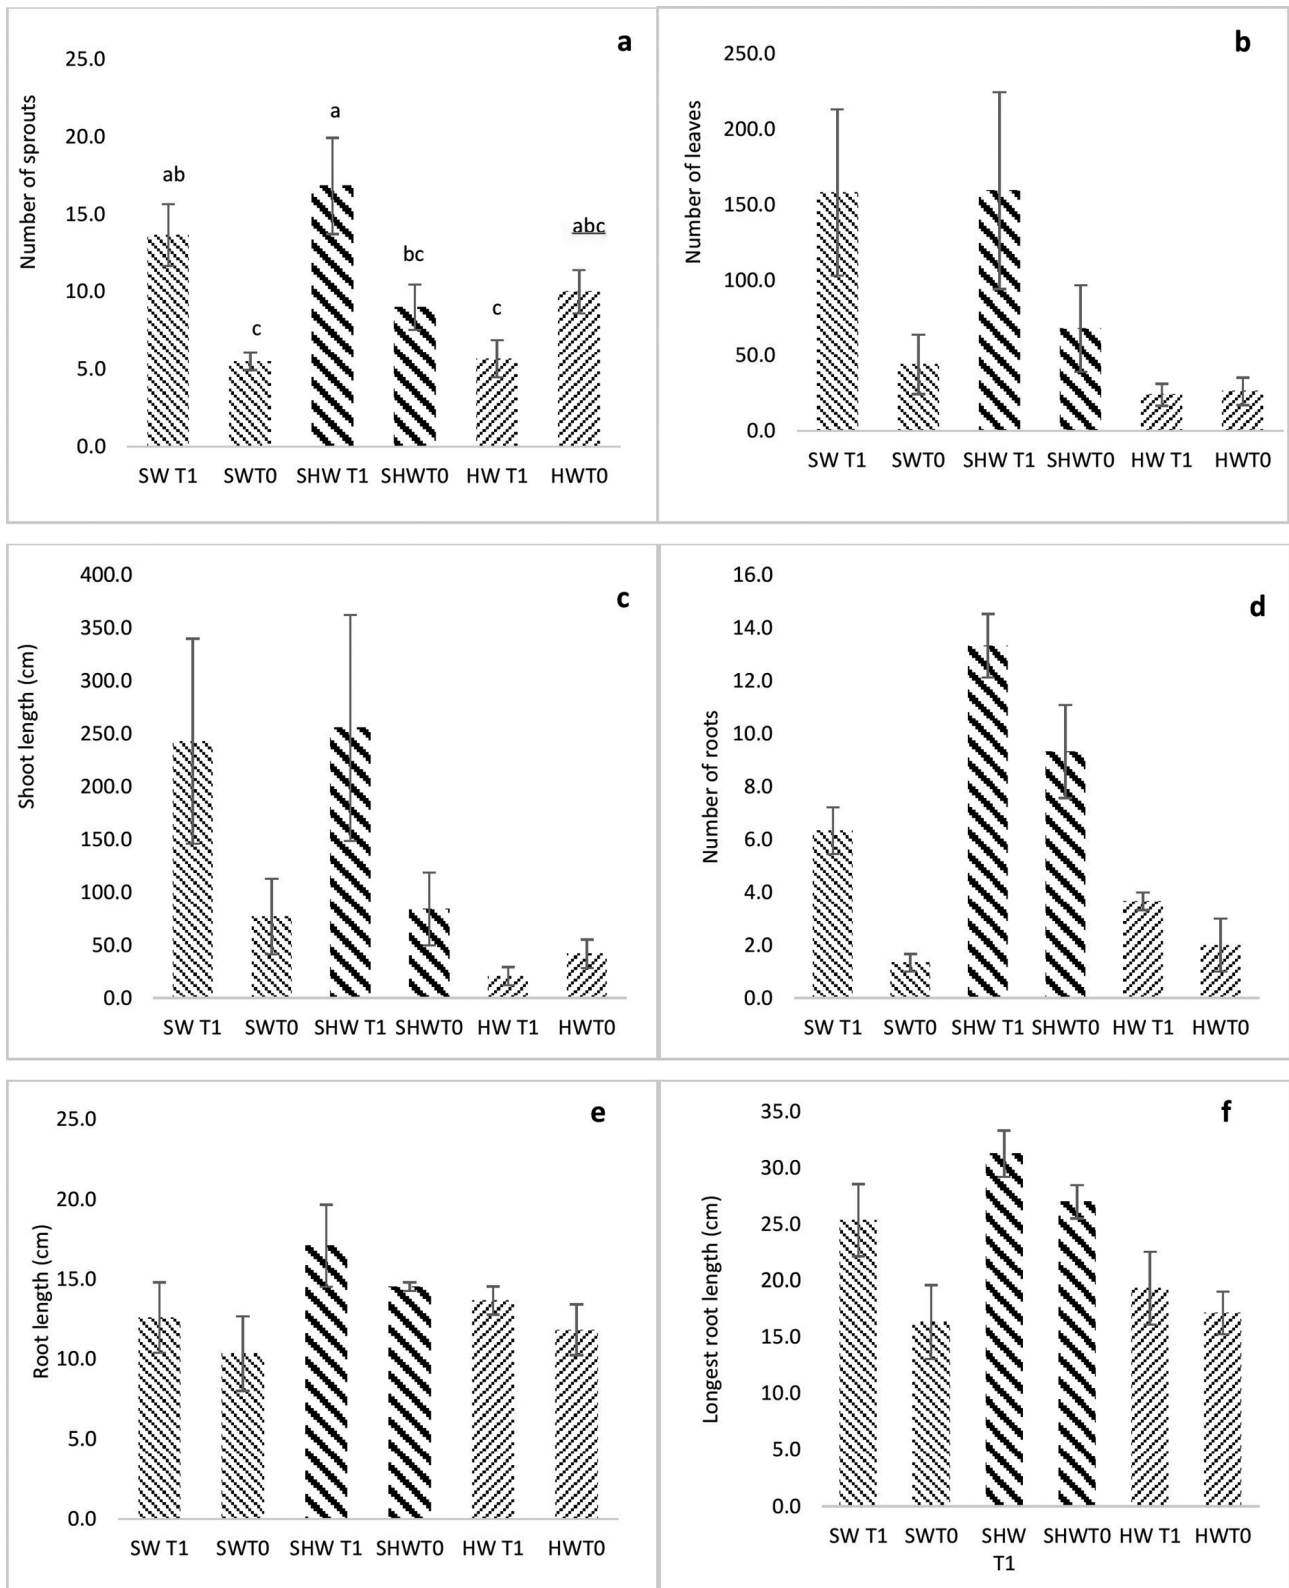 a
Number of sprouts
25.0
20.0
15.0
10.0
5.0
0.0
ab
c
a
bc
c
abc
SW T1 SWT0 SHW T1 SHWT0 HW T1 HWT0
b
Number of leaves
250.0
200.0
150.0
100.0
50.0
0.0
SW T1 SWT0 SHW T1 SHWT0 HW T1 HWT0
c
Shoot length (cm)
400.0
350.0
300.0
250.0
200.0
150.0
100.0
50.0
0.0
SW T1 SWT0 SHW T1 SHWT0 HW T1 HWT0
d
Number of roots
16.0
14.0
12.0
10.0
8.0
6.0
4.0
2.0
0.0
SW T1 SWT0 SHW T1 SHWT0 HW T1 HWT0
e
Root length (cm)
25.0
20.0
15.0
10.0
5.0
0.0
SW T1 SWT0 SHW T1 SHWT0 HW T1 HWT0
f
Longest root length (cm)
35.0
30.0
25.0
20.0
15.0
10.0
5.0
0.0
SW T1 SWT0 SHW SHWT0 HW T1 HWT0
T1